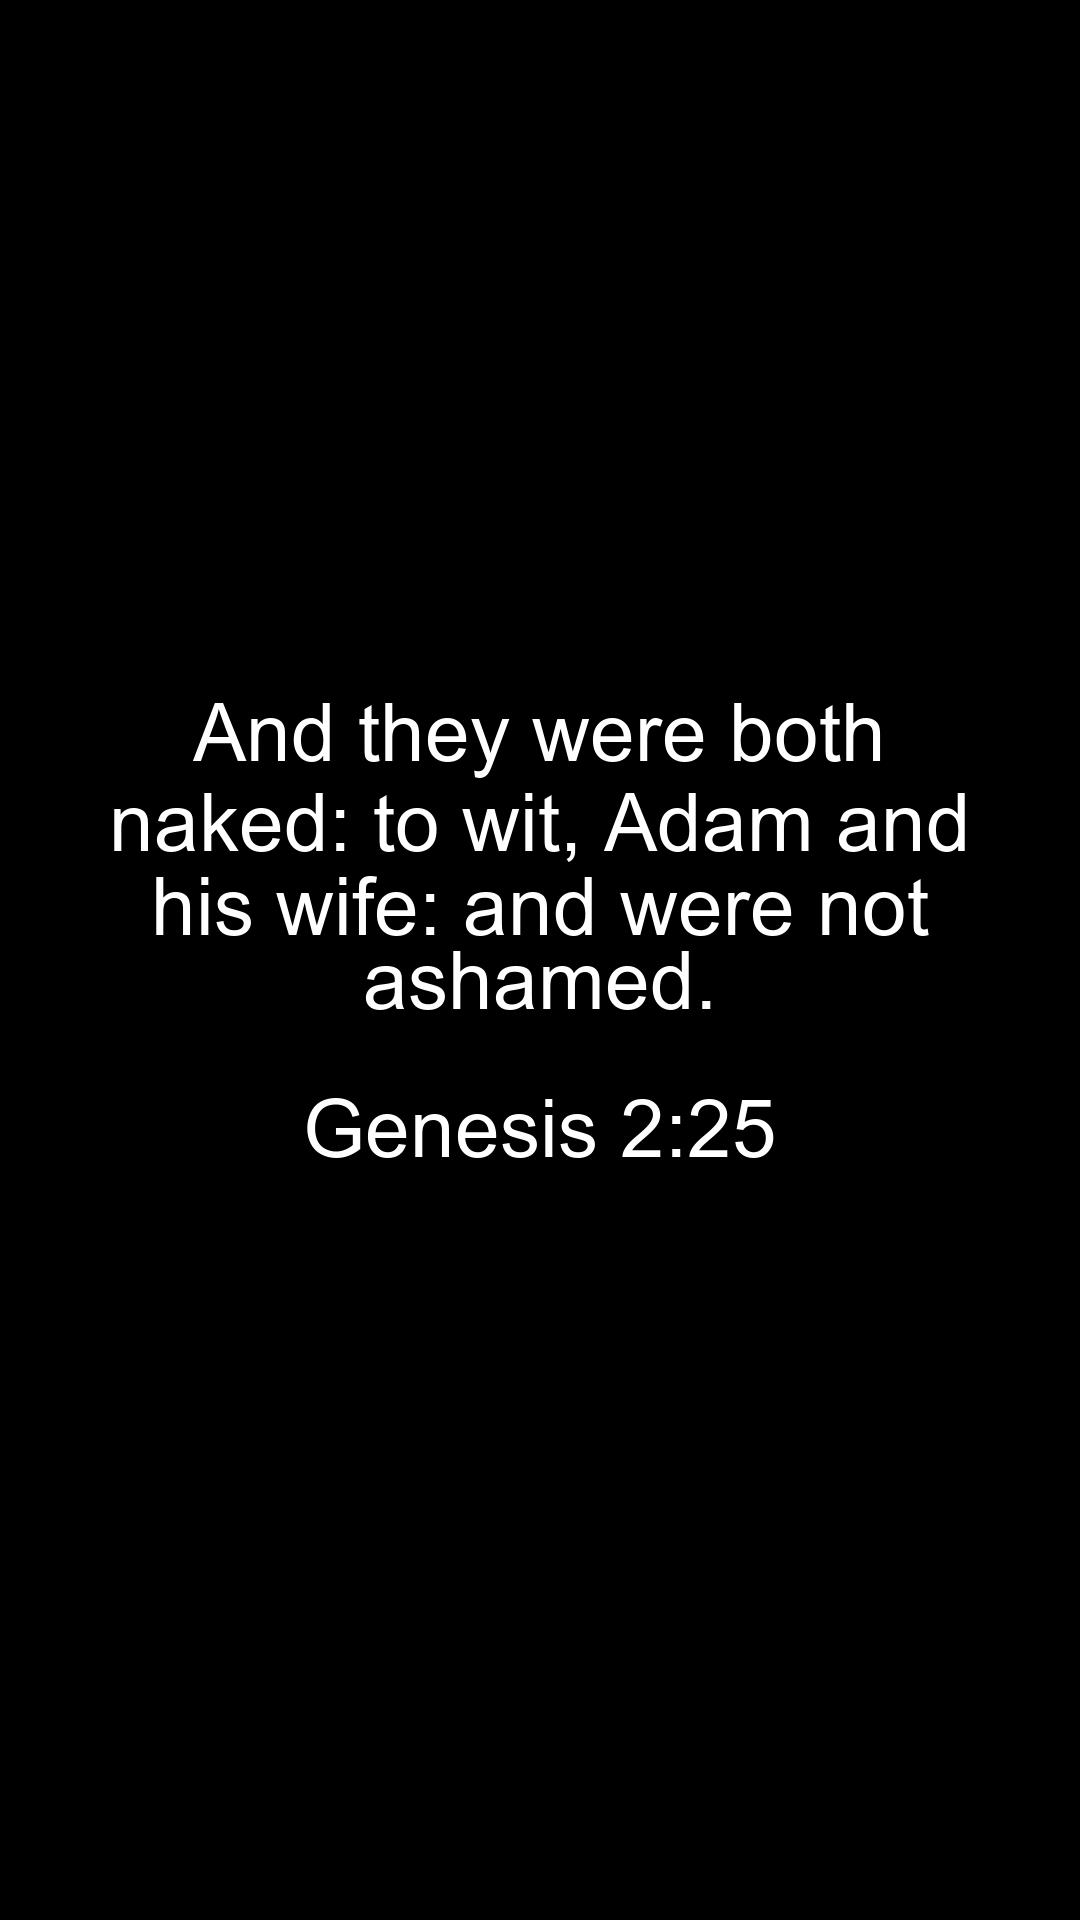 And they were both
naked: to wit, Adam and
his wife: and were not
ashamed.
Genesis 2:25